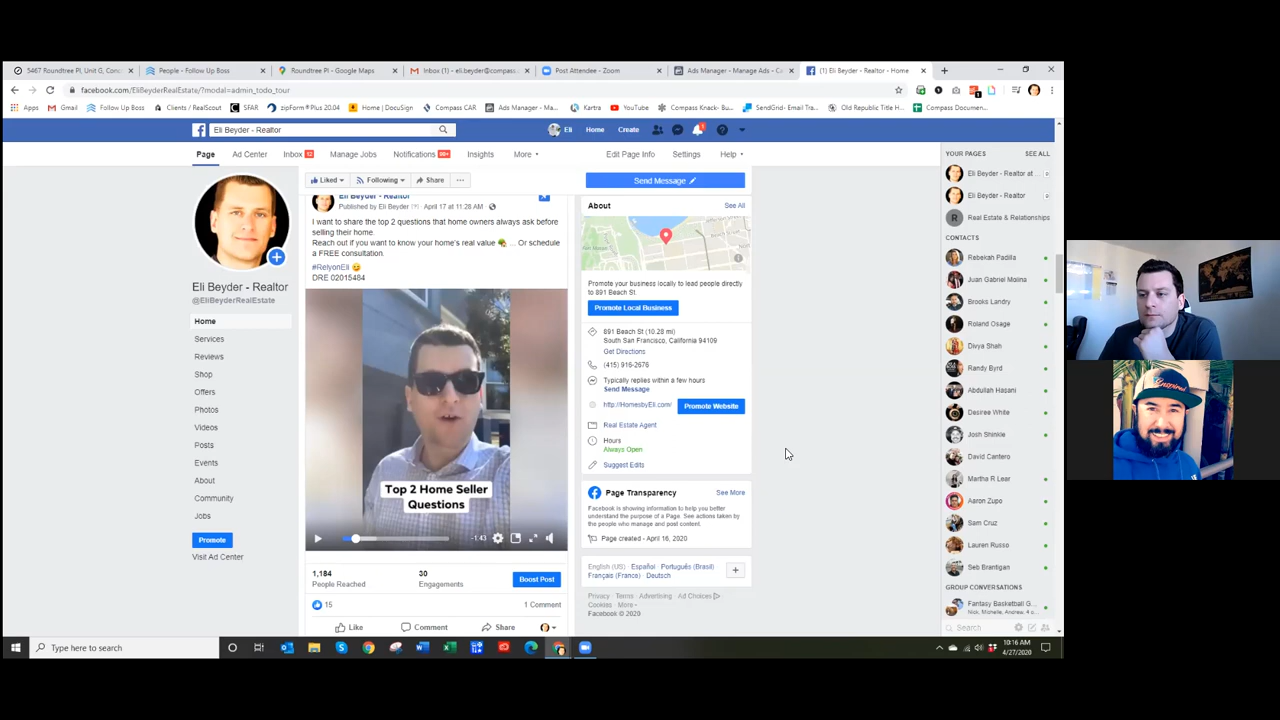 5467 Roundtree Pl, Unit G, Conc
People - Follow Up Boss
Roundtree Pl - Google Maps
Inbox (1) - eli.beyder@compass.
Post Attendee - Zoom
Ads Manager - Manage Ads - Ca
(1) Eli Beyder - Realtor - Home
facebook.com/EliBeyderRealEstate/?modal=admin_todo_tour
Apps
Gmail
Follow Up Boss
Clients / RealScout
SFAR
zipForm®Plus 20.04
Home | DocuSign
Compass CAR
Ads Manager - Ma...
Kartra
YouTube
Compass Knack- Bu...
SendGrid- Email Tra...
Old Republic Title H...
Compass Documen...
Eli Beyder - Realtor
Eli
Home
Create
Page
Ad Center
Inbox 12
Manage Jobs
Notifications 99+
Insights
More
Edit Page Info
Settings
Help
Liked
Following
Share
Send Message
Eli Beyder - Realtor
@EliBeyderRealEstate
Home
Services
Reviews
Shop
Offers
Photos
Videos
Posts
Events
About
Community
Jobs
Promote
Visit Ad Center
Eli Beyder - Realtor
Published by Eli Beyder · April 17 at 11:28 AM ·
I want to share the top 2 questions that home owners always ask before
selling their home.
Reach out if you want to know your home's real value ... Or schedule
a FREE consultation.
#RelyonEli
DRE 02015484
Top 2 Home Seller
Questions
-1:43
1,184
People Reached
30
Engagements
Boost Post
15
1 Comment
Like
Comment
Share
About
See All
Promote your business locally to lead people directly
to 891 Beach St.
Promote Local Business
891 Beach St (10.28 mi)
South San Francisco, California 94109
Get Directions
(415) 916-2676
Typically replies within a few hours
Send Message
http://HomesbyEli.com/
Promote Website
Real Estate Agent
Hours
Always Open
Suggest Edits
Page Transparency
See More
Facebook is showing information to help you better
understand the purpose of a Page. See actions taken by
the people who manage and post content.
Page created - April 16, 2020
English (US) · Español · Português (Brasil) ·
Français (France) · Deutsch
Privacy · Terms · Advertising · Ad Choices
Cookies · More
Facebook © 2020
YOUR PAGES
SEE ALL
Eli Beyder - Realtor at ...
Eli Beyder - Realtor
Real Estate & Relationships
CONTACTS
Rebekah Padilla
Juan Gabriel Molina
Brooks Landry
Roland Osage
Divya Shah
Randy Byrd
Abdullah Hasani
Desiree White
Josh Shinkle
David Cantero
Martha R Lear
Aaron Zupo
Sam Cruz
Lauren Russo
Seb Brantigan
GROUP CONVERSATIONS
Fantasy Basketball G...
Nick, Michelle, Andrew, 4 o...
Search
Type here to search
10:16 AM
4/27/2020
Inspired